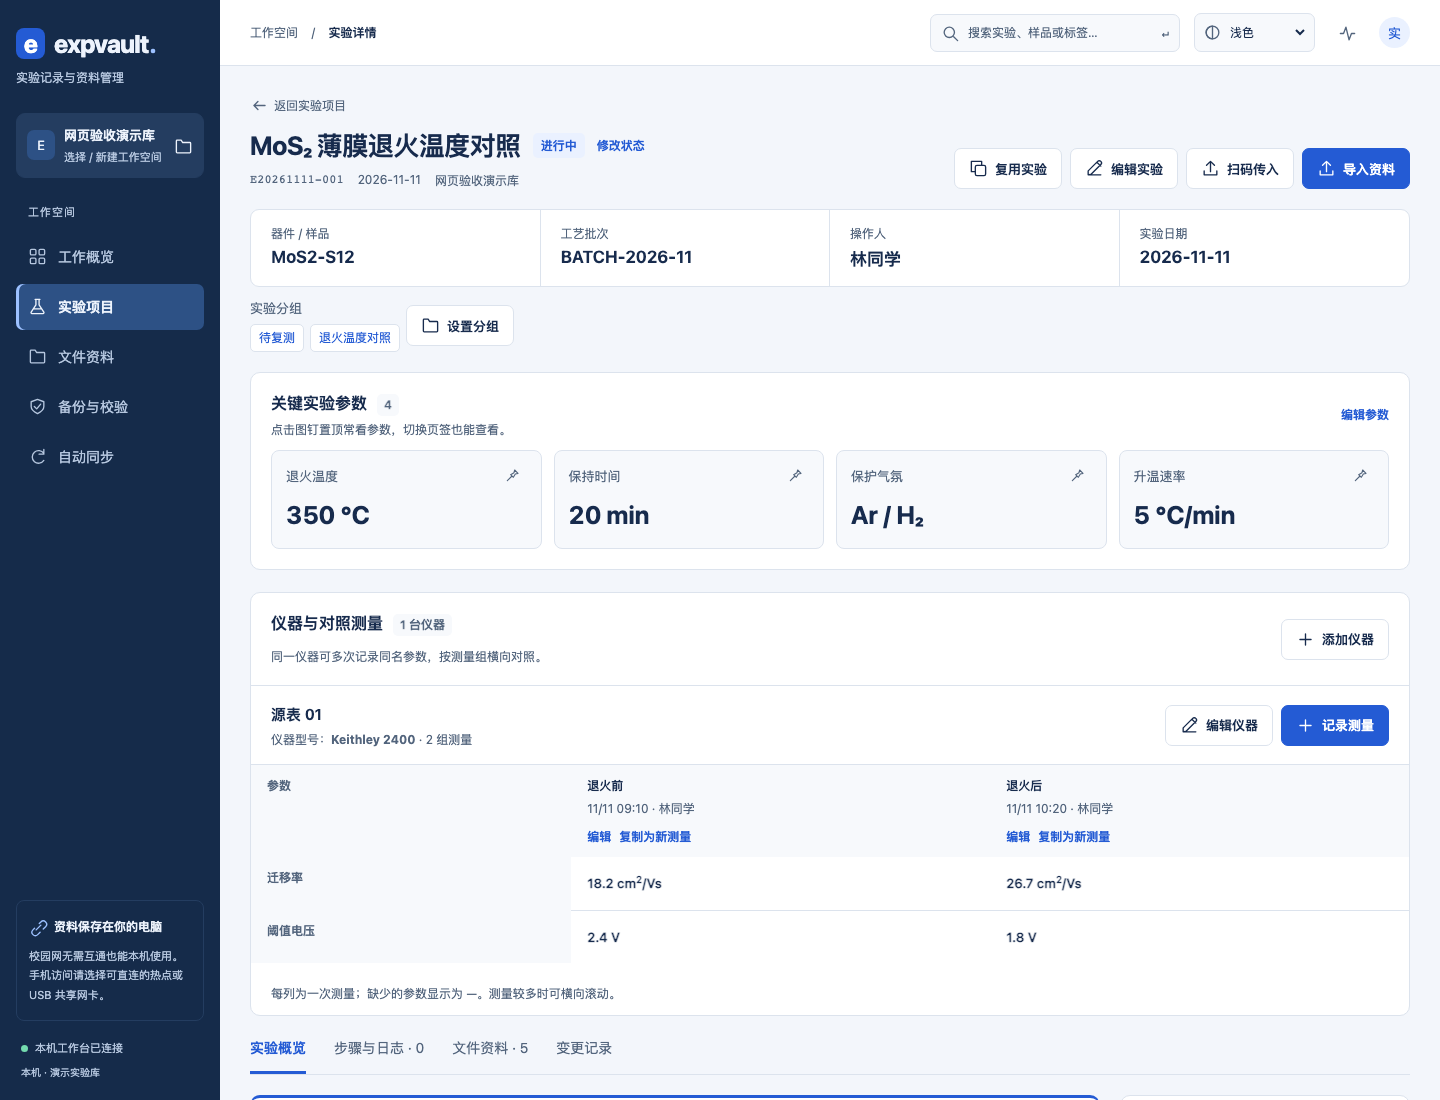 e expvault.
实验记录与资料管理
E 网页验收演示库
选择 / 新建工作空间
工作空间
工作概览
实验项目
文件资料
备份与校验
自动同步
资料保存在你的电脑
校园网无需互通也能本机使用。
手机访问请选择可直连的热点或
USB 共享网卡。
本机工作台已连接
本机 · 演示实验库
工作空间 / 实验详情
搜索实验、样品或标签... ↵
浅色
实
返回实验项目
MoS₂ 薄膜退火温度对照 进行中 修改状态
E20261111-001 2026-11-11 网页验收演示库
复用实验 编辑实验 扫码传入 导入资料
器件 / 样品
MoS2-S12
工艺批次
BATCH-2026-11
操作人
林同学
实验日期
2026-11-11
实验分组
待复测 退火温度对照 设置分组
关键实验参数 4
点击图钉置顶常看参数，切换页签也能查看。
编辑参数
退火温度
350 °C
保持时间
20 min
保护气氛
Ar / H₂
升温速率
5 °C/min
仪器与对照测量 1 台仪器
同一仪器可多次记录同名参数，按测量组横向对照。
添加仪器
源表 01
仪器型号：Keithley 2400 · 2 组测量
编辑仪器 记录测量
参数 退火前 退火后
11/11 09:10 · 林同学 11/11 10:20 · 林同学
编辑 复制为新测量 编辑 复制为新测量
迁移率 18.2 cm²/Vs 26.7 cm²/Vs
阈值电压 2.4 V 1.8 V
每列为一次测量；缺少的参数显示为 —。测量较多时可横向滚动。
实验概览 步骤与日志 · 0 文件资料 · 5 变更记录